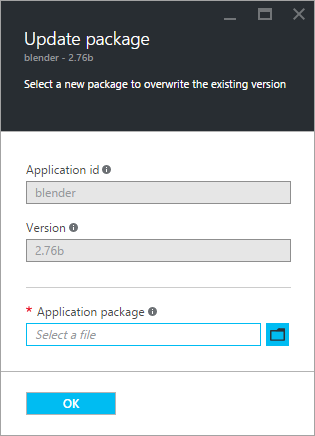 Update package
blender - 2.76b
Select a new package to overwrite the existing version
Application id
blender
Version
2.76b
* Application package
Select a file
OK